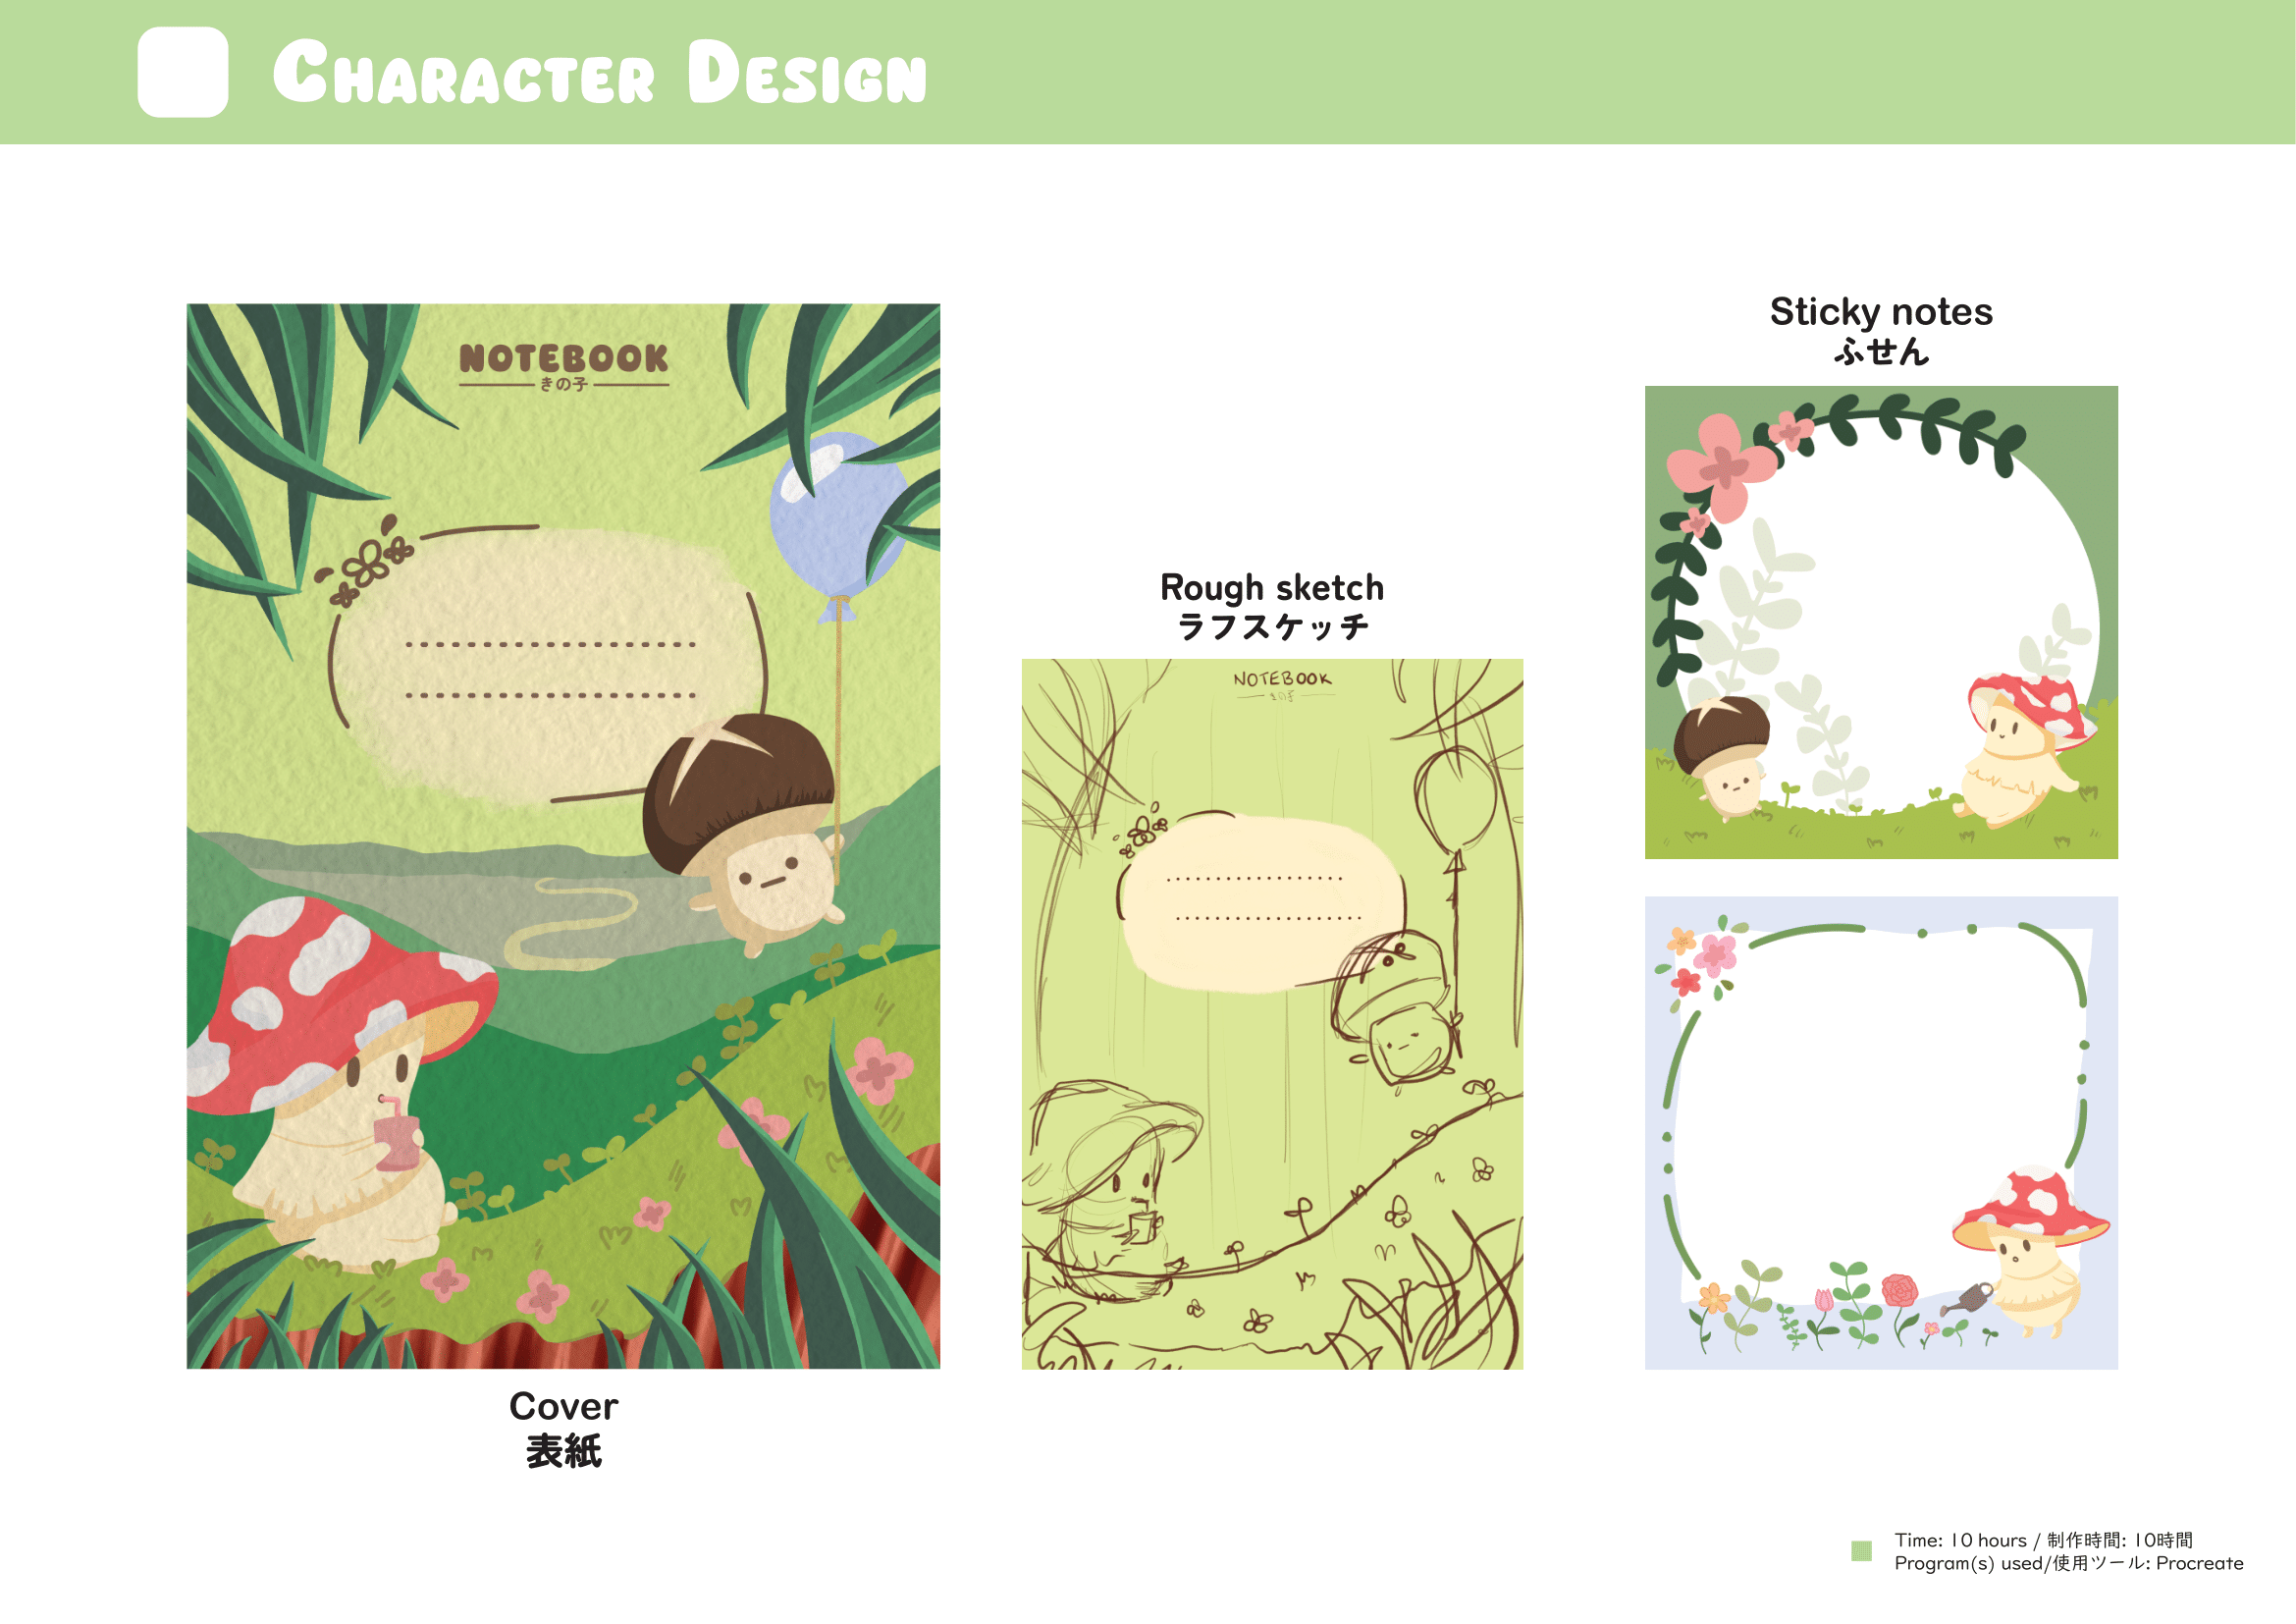 CHARACTER DESIGN
NOTEBOOK
きの子
Cover
表紙
Rough sketch
ラフスケッチ
NOTEBOOK
きの子
Sticky notes
ふせん
Time: 10 hours / 制作時間: 10時間
Program(s) used/使用ツール: Procreate